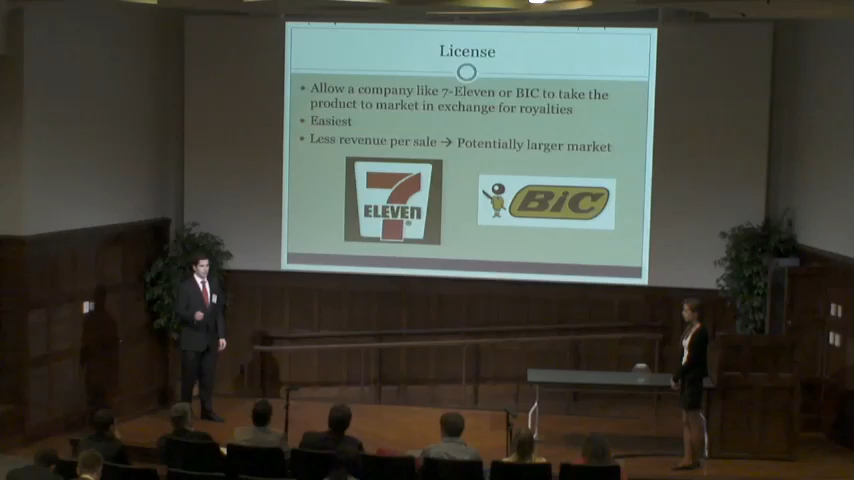 License
• Allow a company like 7-Eleven or BIC to take the
product to market in exchange for royalties
• Easiest
• Less revenue per sale → Potentially larger market
7
ELEVEN
®
BIC